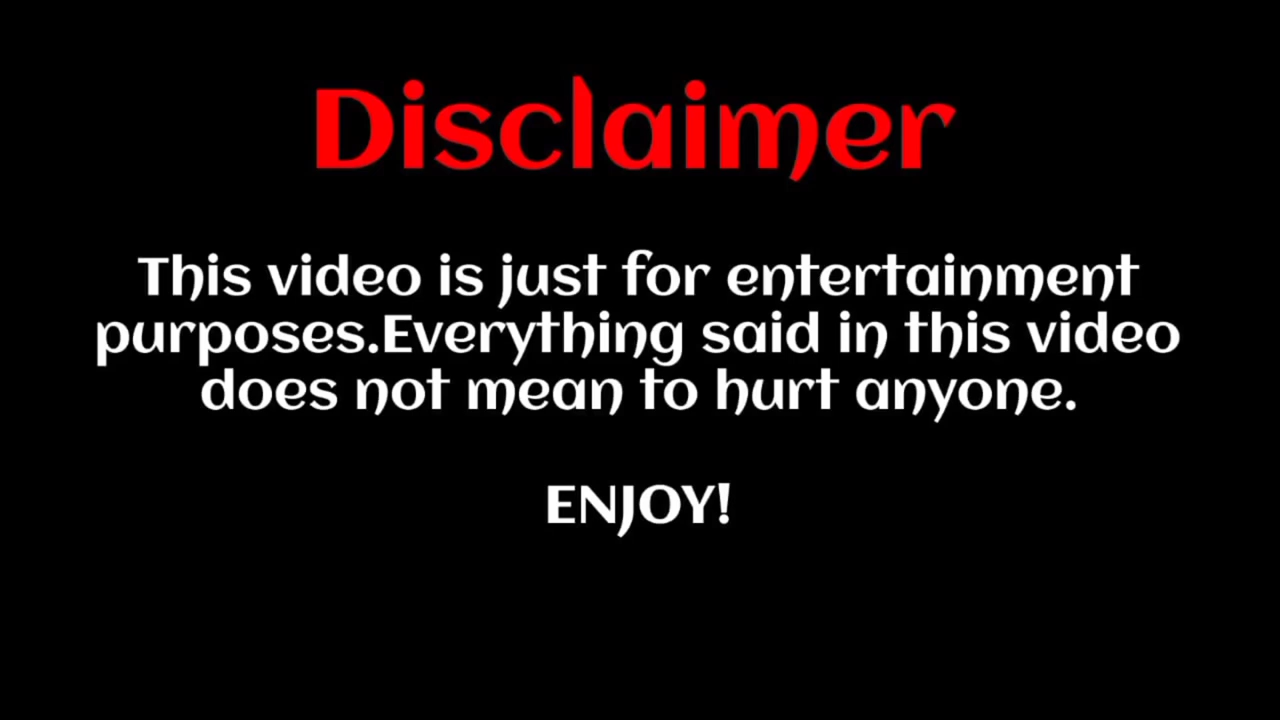 Disclaimer
This video is just for entertainment
purposes.Everything said in this video
does not mean to hurt anyone.
ENJOY!